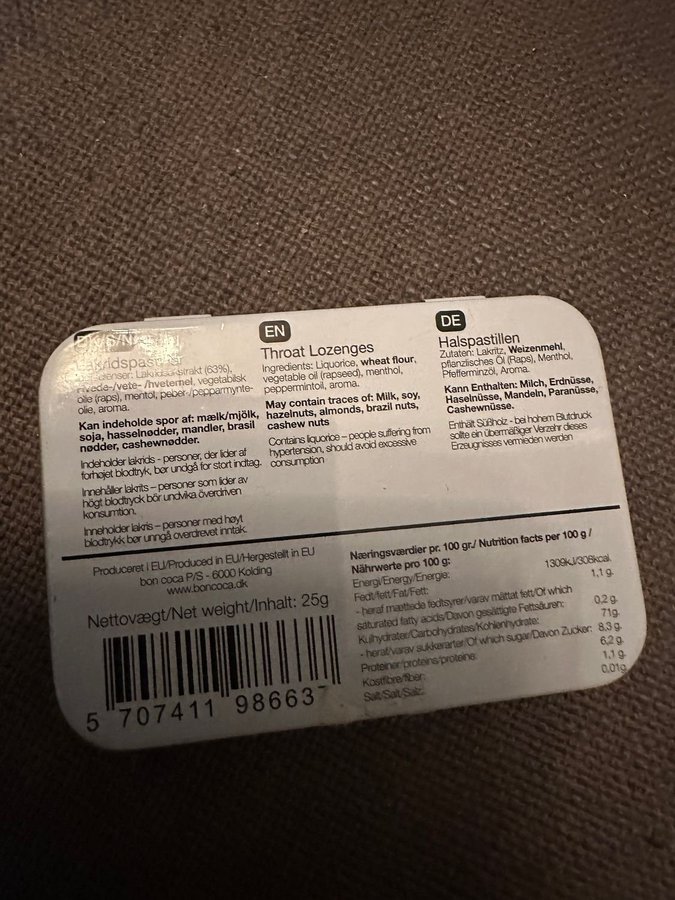 DK/S/N
Ingredienser: Lakridsekstrakt (63%),
hvede-/vete-/hvetemel, vegetabilsk
olie (raps), mentol, peber-/pepparmynte-
olie, aroma.
Kan indeholde spor af: mælk/mjölk,
soja, hasselnødder, mandler, brasil
nødder, cashewnødder.
Indeholder lakrids - personer, der lider af
forhøjet blodtryk, bør undgå for stort indtag.
Innehåller lakrits – personer som lider av
högt blodtryck bör undvika överdriven
konsumtion.
Inneholder lakris – personer med høyt
blodtrykk bør unngå overdrevet inntak.
EN
Throat Lozenges
Ingredients: Liquorice, wheat flour,
vegetable oil (rapseed), menthol,
peppermintoil, aroma.
May contain traces of: Milk, soy,
hazelnuts, almonds, brazil nuts,
cashew nuts
Contains liquorice – people suffering from
hypertension, should avoid excessive
consumption
DE
Halspastillen
Zutaten: Lakritz, Weizenmehl,
pflanzlisches Öl (Raps), Menthol,
Pfefferminzöl, Aroma.
Kann Enthalten: Milch, Erdnüsse,
Haselnüsse, Mandeln, Paranüsse,
Cashewnüsse.
Enthält Süßholz - bei hohem Blutdruck
sollte ein übermäßiger Verzehr dieses
Erzeugnisses vermieden werden
Produceret i EU/Produced in EU/Hergestellt in EU
bon coca P/S - 6000 Kolding
www.boncoca.dk
Nettovægt/Net weight/Inhalt: 25g
5 707411 98663
Næringsværdier pr. 100 gr./ Nutrition facts per 100 g /
Nährwerte pro 100 g:
Energi/Energy/Energie: 1309kJ/308kcal
Fedt/fett/Fat/Fett: 1,1 g.
- heraf mættede fedtsyrer/varav mättat fett/Of which
saturated fatty acids/Davon gesättigte Fettsäuren: 0,2 g.
Kulhydrater/Carbohydrates/Kohlenhydrate: 71g.
- heraf/varav sukkerarter/Of which sugar/Davon Zucker: 8,3 g.
Proteiner/proteins/proteine: 6,2 g.
Kostfibre/fiber: 1,1 g
Salt/Salt/Salz: 0,01g